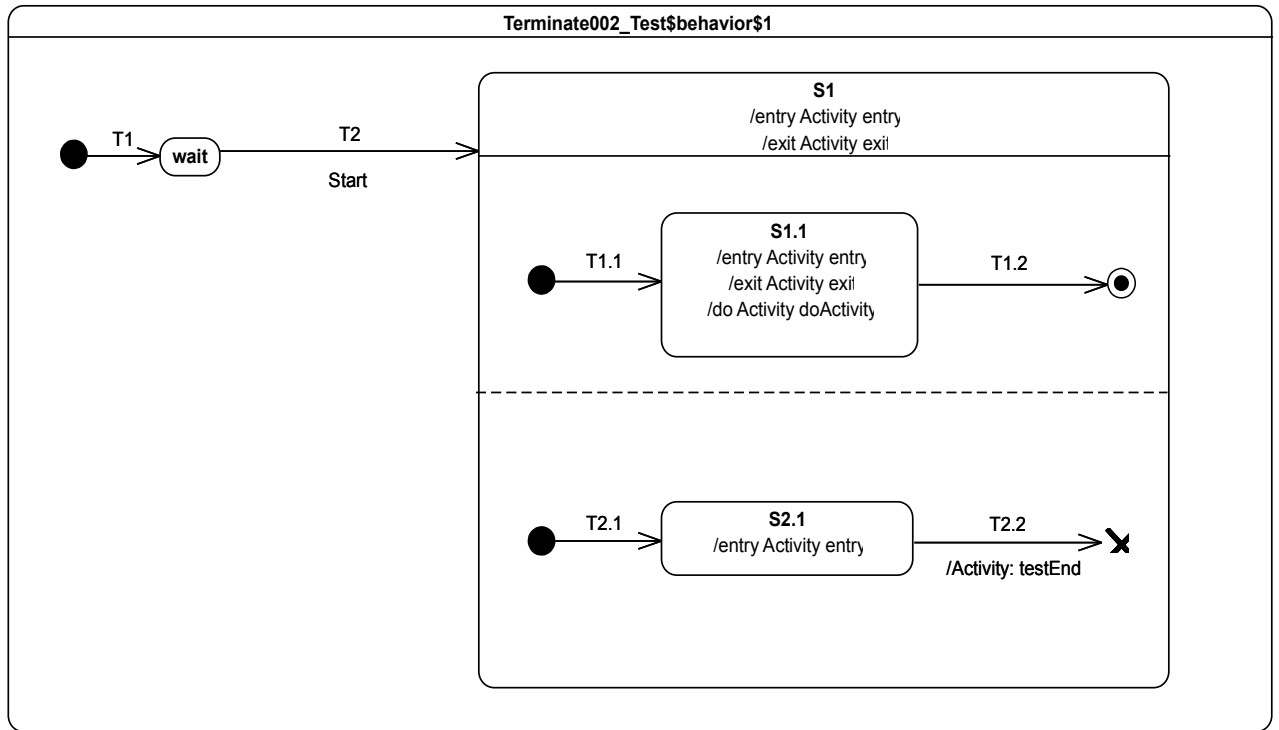 Terminate002_Test$behavior$1
S1
/entry Activity entry
/exit Activity exit
T1
wait
T2
Start
S1.1
/entry Activity entry
/exit Activity exit
/do Activity doActivity
T1.1
T1.2
S2.1
/entry Activity entry
T2.1
T2.2
/Activity: testEnd